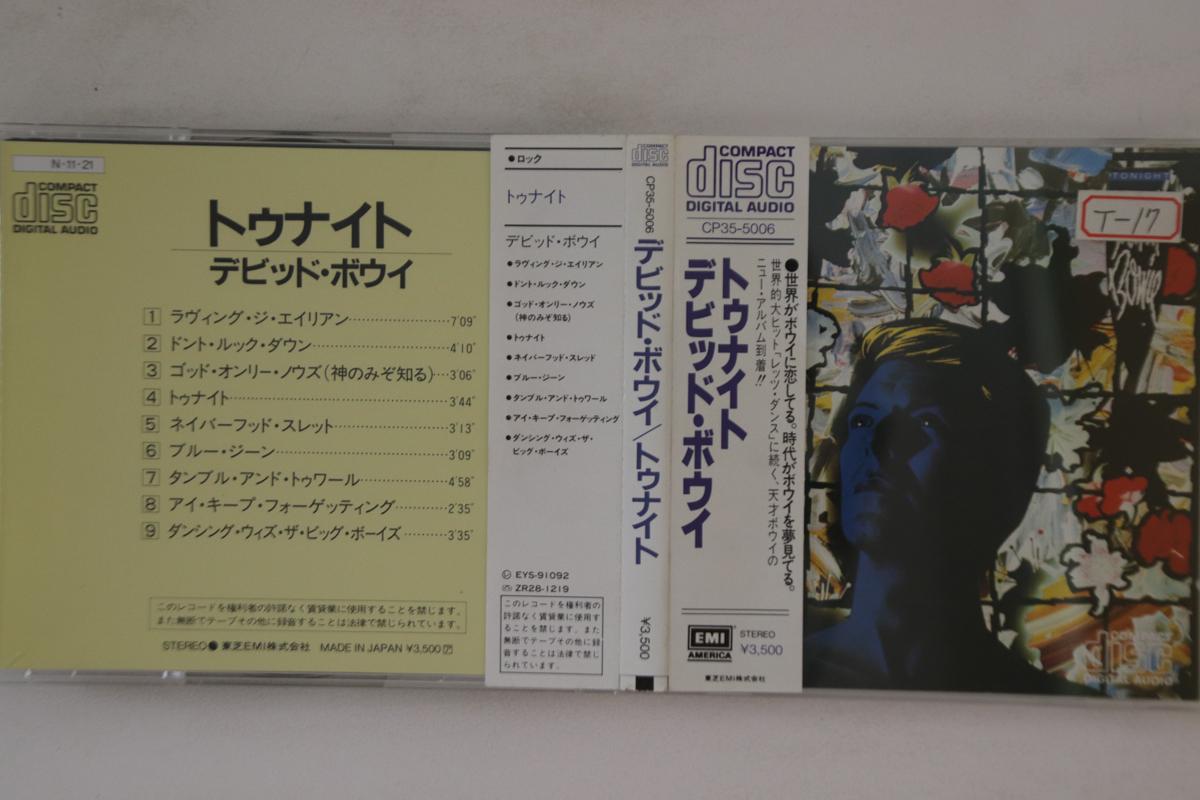 N-11-21
COMPACT
disc
DIGITAL AUDIO
トゥナイト
デビッド・ボウイ
1 ラヴィング・ジ・エイリアン…………………7'09"
2 ドント・ルック・ダウン…………………4'10"
3 ゴッド・オンリー・ノウズ(神のみぞ知る)…3'06"
4 トゥナイト…………………3'44"
5 ネイバーフッド・スレット…………………3'13"
6 ブルー・ジーン…………………3'09"
7 タンブル・アンド・トゥワール…………4'58"
8 アイ・キープ・フォーゲッティング………2'35"
9 ダンシング・ウィズ・ザ・ビッグ・ボーイズ………3'35"
このレコードを権利者の許諾なく賃貸業に使用することを禁じます。
また無断でテープその他に録音することは法律で禁じられています。
STEREO● 東芝EMI株式会社 MADE IN JAPAN ¥3,500
●ロック
トゥナイト
デビッド・ボウイ
●ラヴィング・ジ・エイリアン
●ドント・ルック・ダウン
●ゴッド・オンリー・ノウズ
(神のみぞ知る)
●トゥナイト
●ネイバーフッド・スレッド
●ブルー・ジーン
●タンブル・アンド・トゥワール
●アイ・キープ・フォーゲッティング
●ダンシング・ウィズ・ザ・
ビッグ・ボーイズ
EYS-91092
ZR28-1219
このレコードを権利者の
許諾なく賃貸業に使用す
ることを禁じます。また
無断でテープその他に録
音することは法律で禁じ
られています。
COMPACT
disc
DIGITAL AUDIO
CP35-5006
デビッド・ボウイ/トゥナイト
¥3,500
COMPACT
disc
DIGITAL AUDIO
CP35-5006
●世界がボウイに恋してる。時代がボウイを夢見てる。
世界的大ヒット「レッツ・ダンス」に続く、天才ボウイの
ニュー・アルバム到着!!
トゥナイト
デビッド・ボウイ
EMI
AMERICA
STEREO
¥3,500
東芝EMI株式会社
TONIGHT
T-17
BOWIE
COMPACT
disc
DIGITAL AUDIO